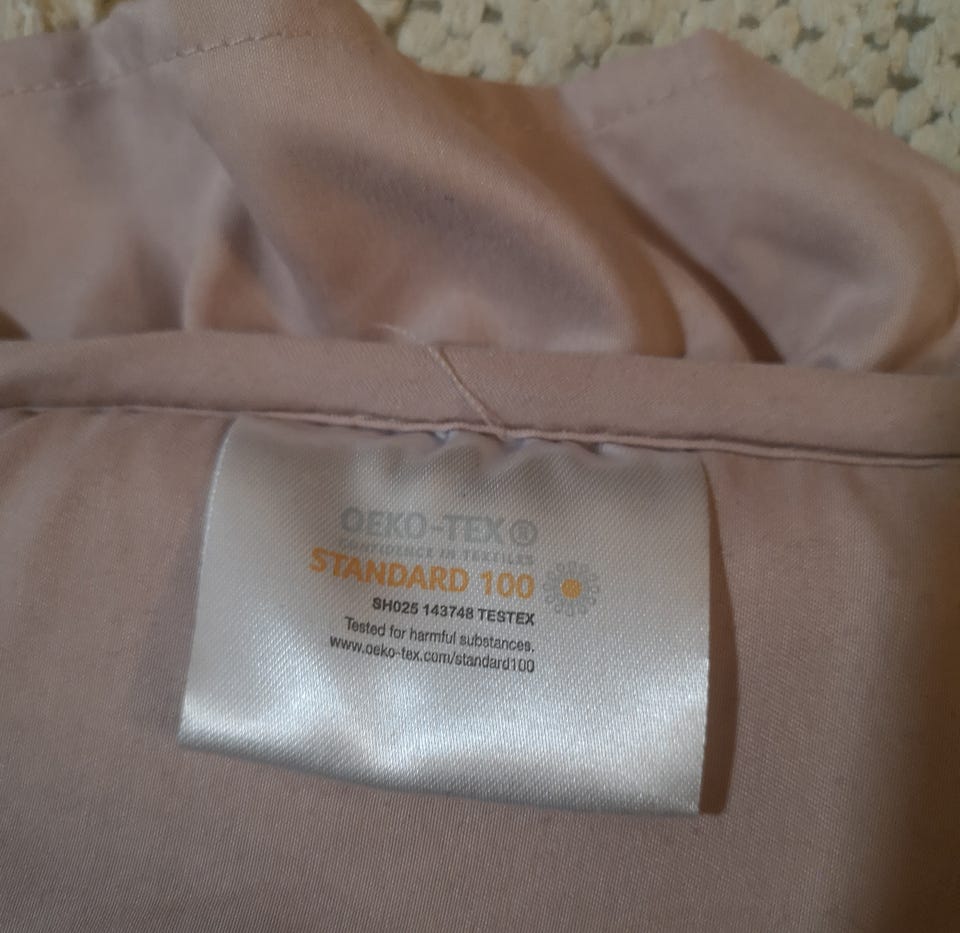 OEKO-TEX®
CONFIDENCE IN TEXTILES
STANDARD 100
SH025 143748 TESTEX
Tested for harmful substances.
www.oeko-tex.com/standard100